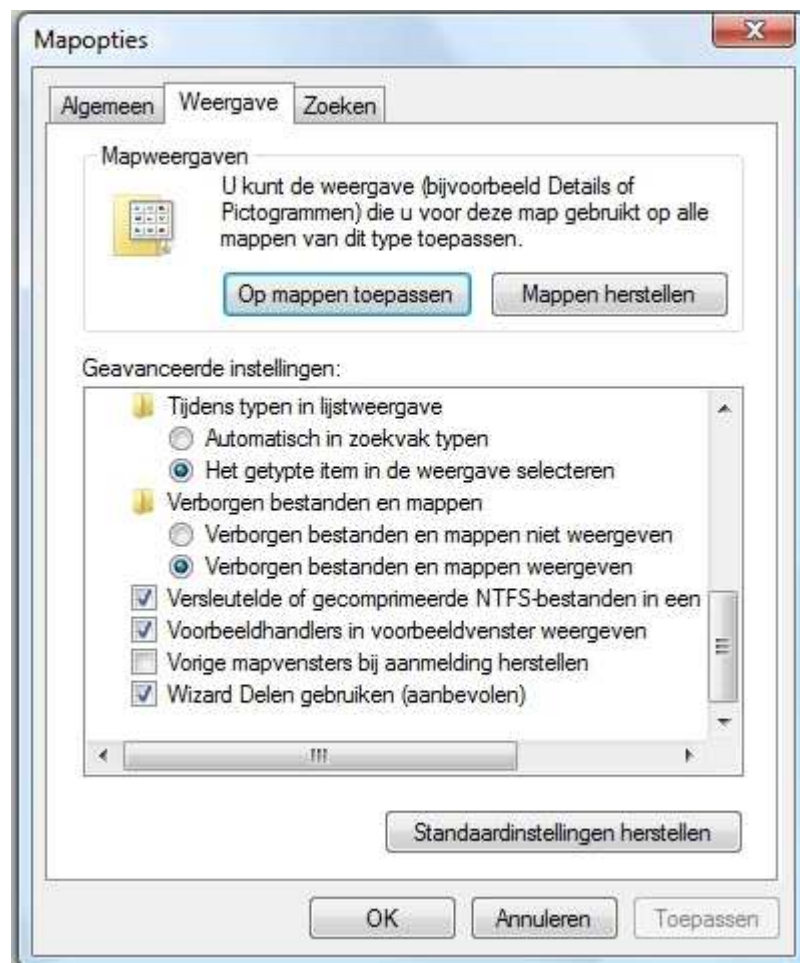 Mapopties
Algemeen Weergave Zoeken
Mapweergaven
U kunt de weergave (bijvoorbeeld Details of
Pictogrammen) die u voor deze map gebruikt op alle
mappen van dit type toepassen.
Op mappen toepassen Mappen herstellen
Geavanceerde instellingen:
Tijdens typen in lijstweergave
Automatisch in zoekvak typen
Het getypte item in de weergave selecteren
Verborgen bestanden en mappen
Verborgen bestanden en mappen niet weergeven
Verborgen bestanden en mappen weergeven
Versleutelde of gecomprimeerde NTFS-bestanden in een
Voorbeeldhandlers in voorbeeldvenster weergeven
Vorige mapvensters bij aanmelding herstellen
Wizard Delen gebruiken (aanbevolen)
Standaardinstellingen herstellen
OK Annuleren Toepassen